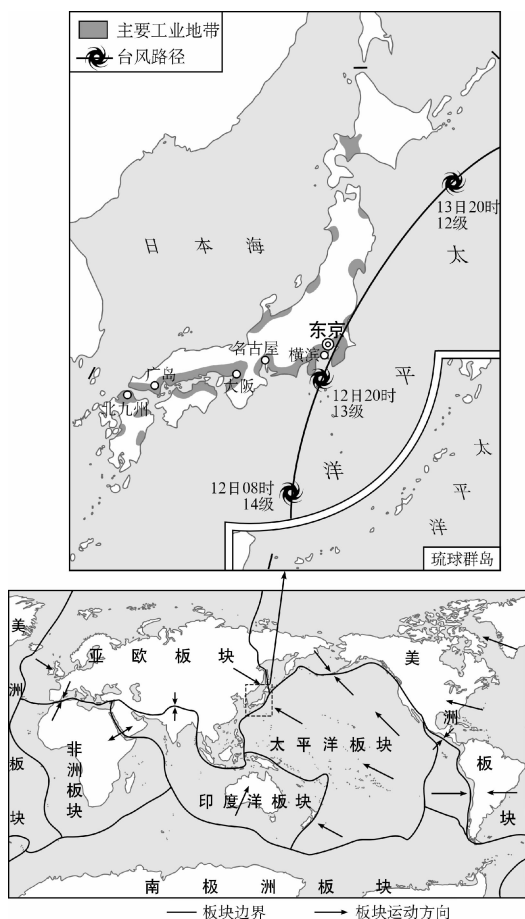 主要工业地带
台风路径
13日20时
12级
太
日本海
东京
名古屋
横滨
广岛
大阪
北九州
平
12日20时
13级
洋
12日08时
14级
太
平
洋
琉球群岛
美
洲
板
块
亚欧板块
美
洲
板
块
非洲板块
太平洋板块
印度洋板块
南极洲板块
板块边界
板块运动方向